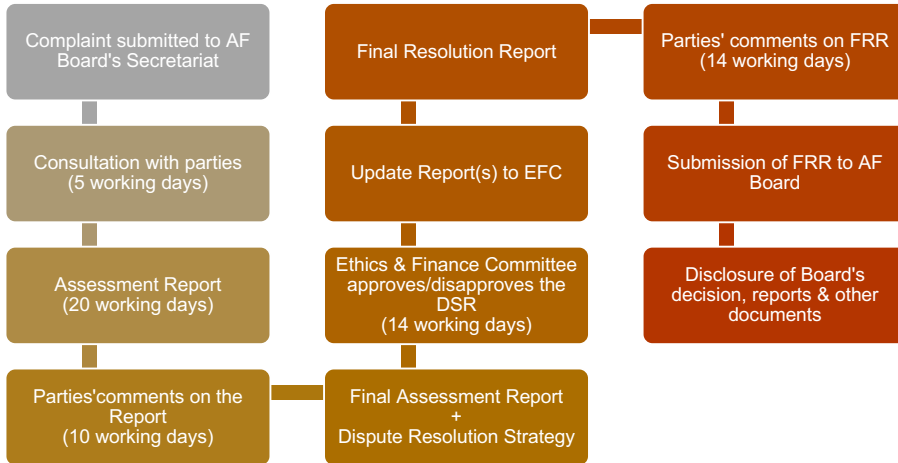 Complaint submitted to AF
Board's Secretariat
Consultation with parties
(5 working days)
Assessment Report
(20 working days)
Parties'comments on the
Report
(10 working days)
Final Assessment Report
+
Dispute Resolution Strategy
Ethics & Finance Committee
approves/disapproves the
DSR
(14 working days)
Update Report(s) to EFC
Final Resolution Report
Parties' comments on FRR
(14 working days)
Submission of FRR to AF
Board
Disclosure of Board's
decision, reports & other
documents